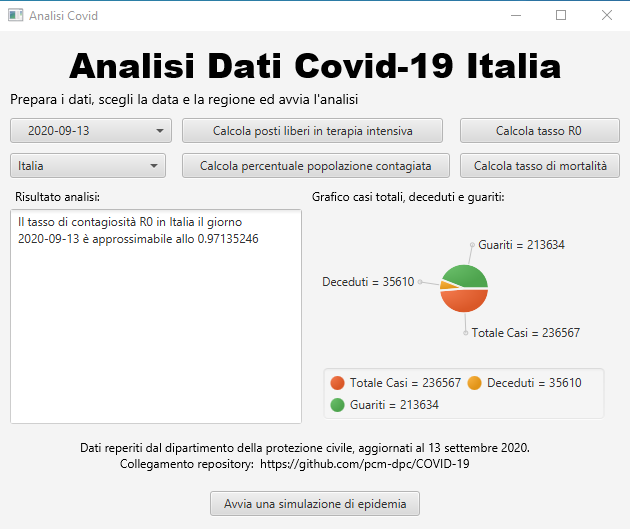 Analisi Covid
Analisi Dati Covid-19 Italia
Prepara i dati, scegli la data e la regione ed avvia l'analisi
2020-09-13
Calcola posti liberi in terapia intensiva
Calcola tasso R0
Italia
Calcola percentuale popolazione contagiata
Calcola tasso di mortalità
Risultato analisi:
Grafico casi totali, deceduti e guariti:
Il tasso di contagiosità R0 in Italia il giorno
2020-09-13 è approssimabile allo 0.97135246
Guariti = 213634
Deceduti = 35610
Totale Casi = 236567
Totale Casi = 236567
Deceduti = 35610
Guariti = 213634
Dati reperiti dal dipartimento della protezione civile, aggiornati al 13 settembre 2020.
Collegamento repository: https://github.com/pcm-dpc/COVID-19
Avvia una simulazione di epidemia